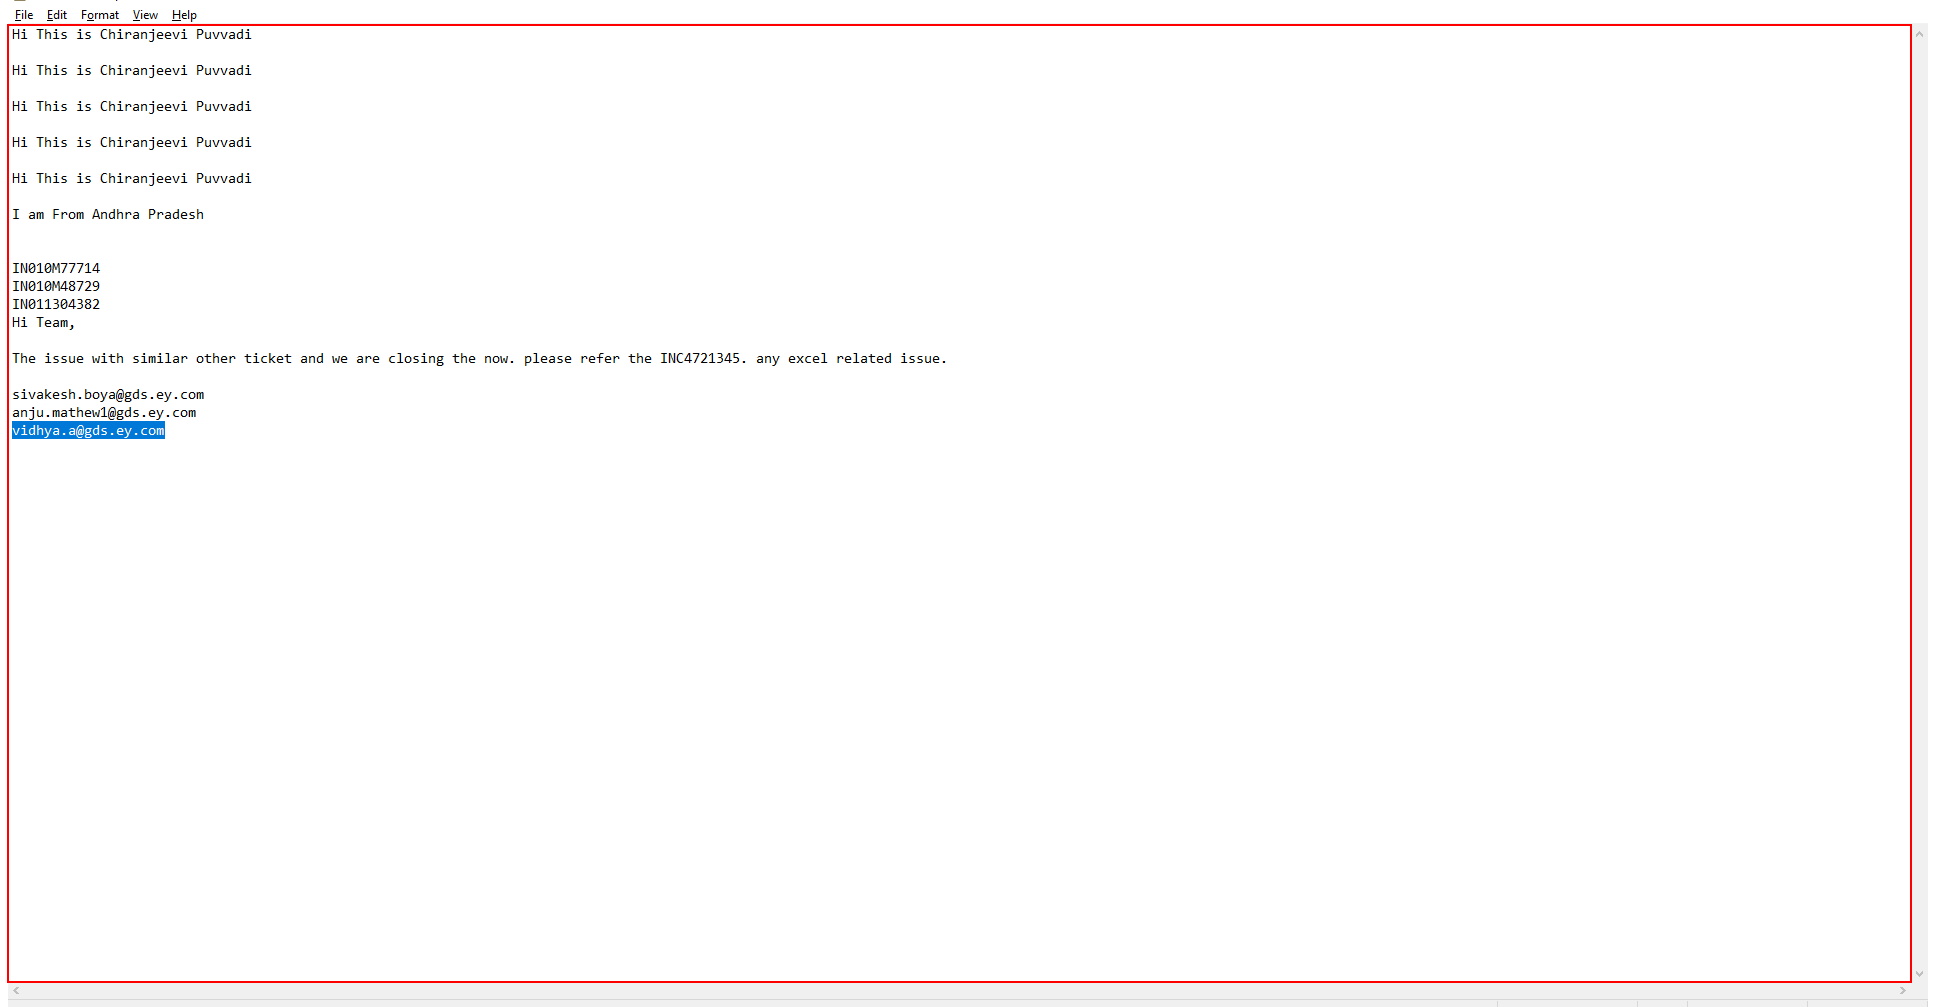 File Edit Format View Help
Hi This is Chiranjeevi Puvvadi
Hi This is Chiranjeevi Puvvadi
Hi This is Chiranjeevi Puvvadi
Hi This is Chiranjeevi Puvvadi
Hi This is Chiranjeevi Puvvadi
I am From Andhra Pradesh
IN010M77714
IN010M48729
IN011304382
Hi Team,
The issue with similar other ticket and we are closing the now. please refer the INC4721345. any excel related issue.
sivakesh.boya@gds.ey.com
anju.mathew1@gds.ey.com
vidhya.a@gds.ey.com